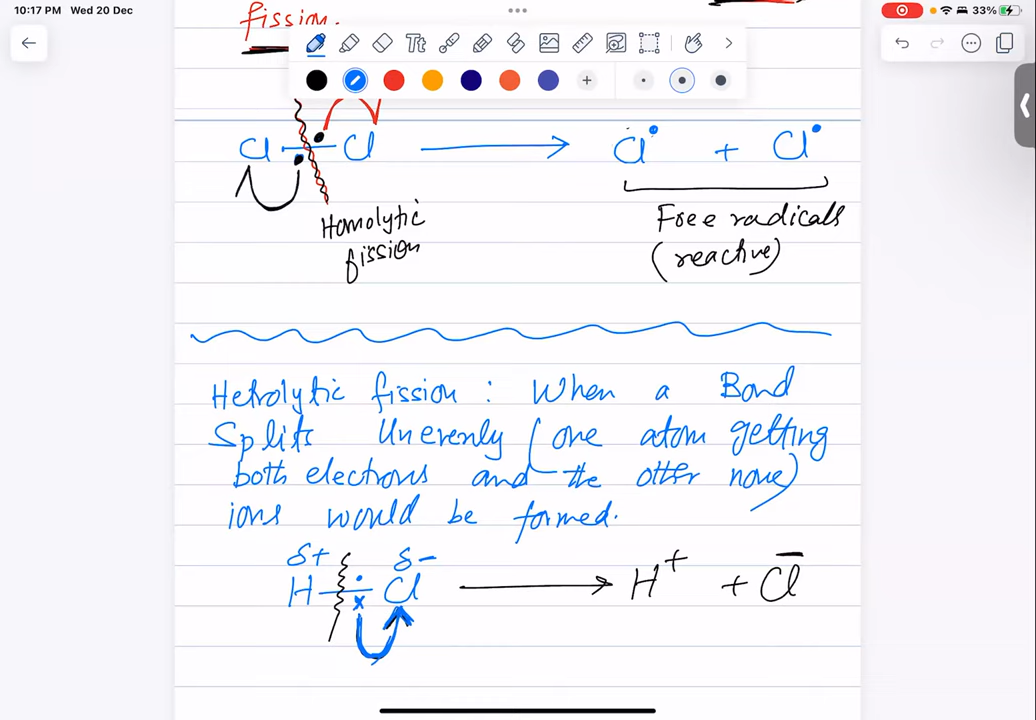 10:17 PM Wed 20 Dec
33%
fission.
Tt
Cl Cl Cl + Cl
Homolytic
fission
Free radicals
(reactive)
Hetrolytic fission : When a Bond
Splits Unevenly (one atom getting
both electrons and the other none)
ions would be formed.
δ+ δ-
H x Cl H+ + Cl-